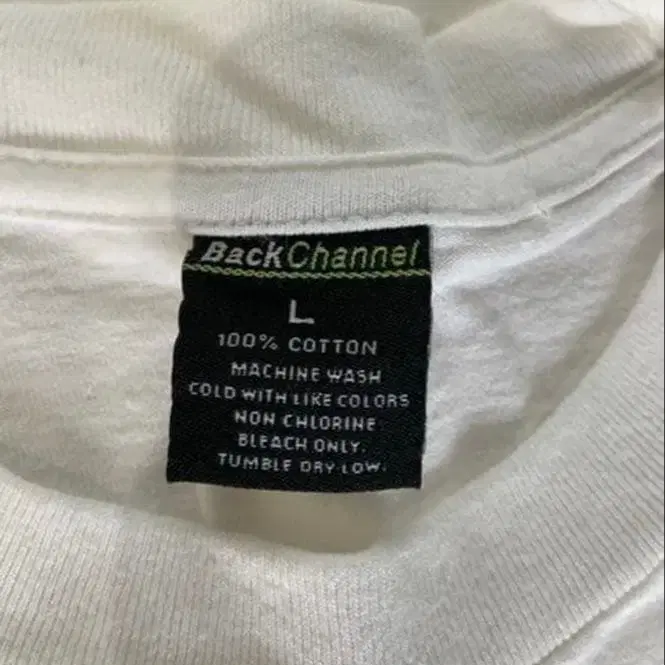 BackChannel
L
100% COTTON
MACHINE WASH
COLD WITH LIKE COLORS
NON CHLORINE
BLEACH ONLY.
TUMBLE DRY LOW.